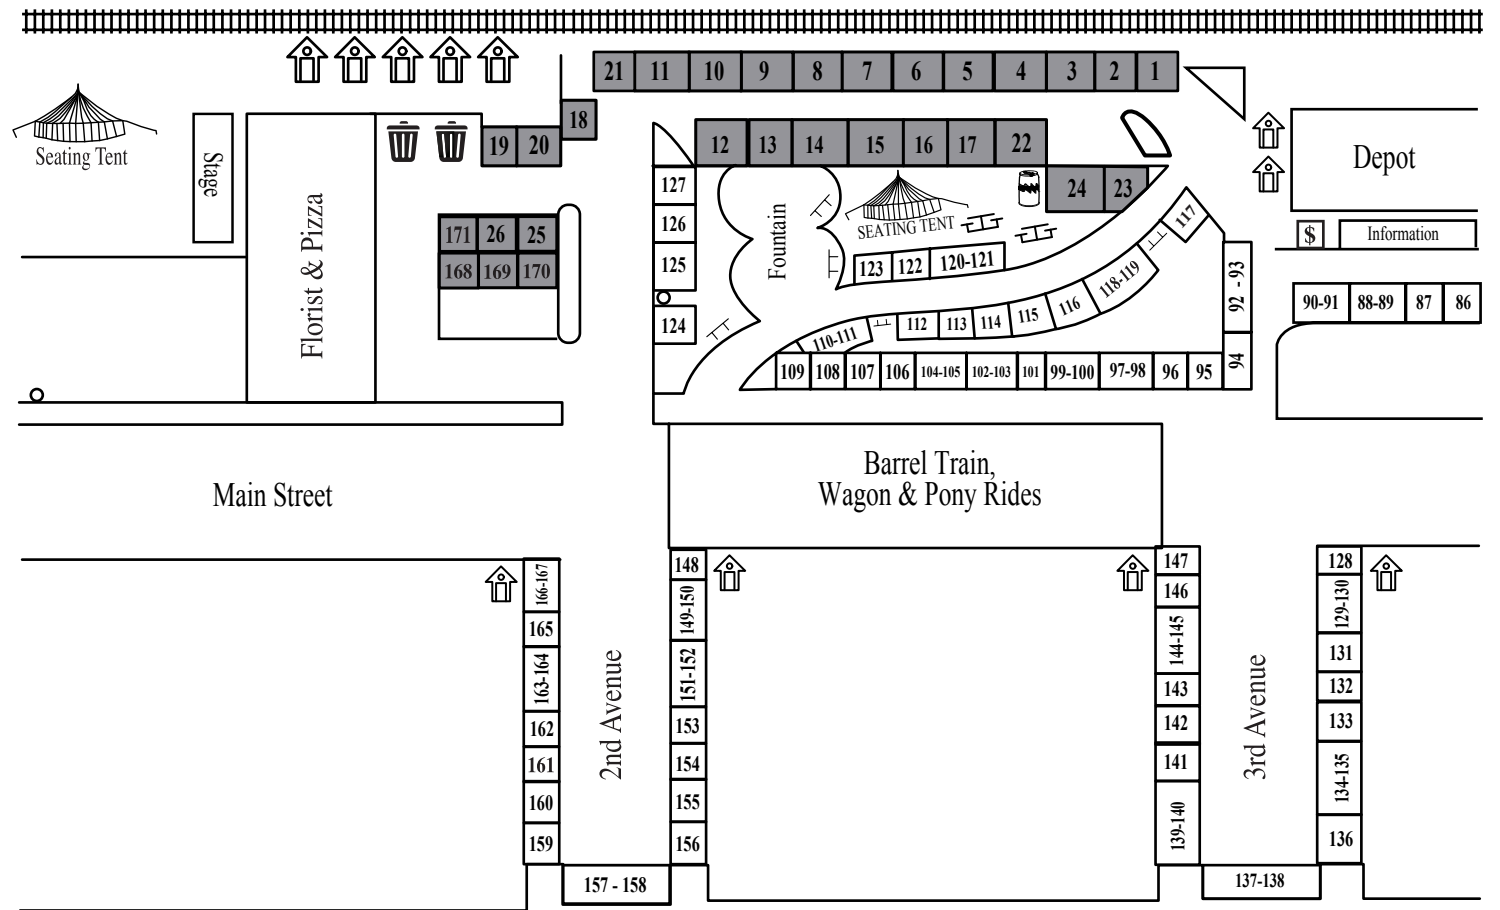 21 11 10 9 8 7 6 5 4 3 2 1
18
19 20
12 13 14 15 16 17 22
24 23
Seating Tent
Stage
Florist & Pizza
171 26 25
168 169 170
127
126
125
124
Fountain
SEATING TENT
123 122 120-121
117
118-119
116
115
114
113
112
110-111
109 108 107 106 104-105 102-103 101 99-100 97-98 96 95
94
92 -93
Depot
$
Information
90-91 88-89 87 86
Main Street
Barrel Train,
Wagon & Pony Rides
166-167
165
163-164
162
161
160
159
2nd Avenue
157 - 158
148
149-150
151-152
153
154
155
156
147
146
144-145
143
142
141
139-140
3rd Avenue
137-138
128
129-130
131
132
133
134-135
136